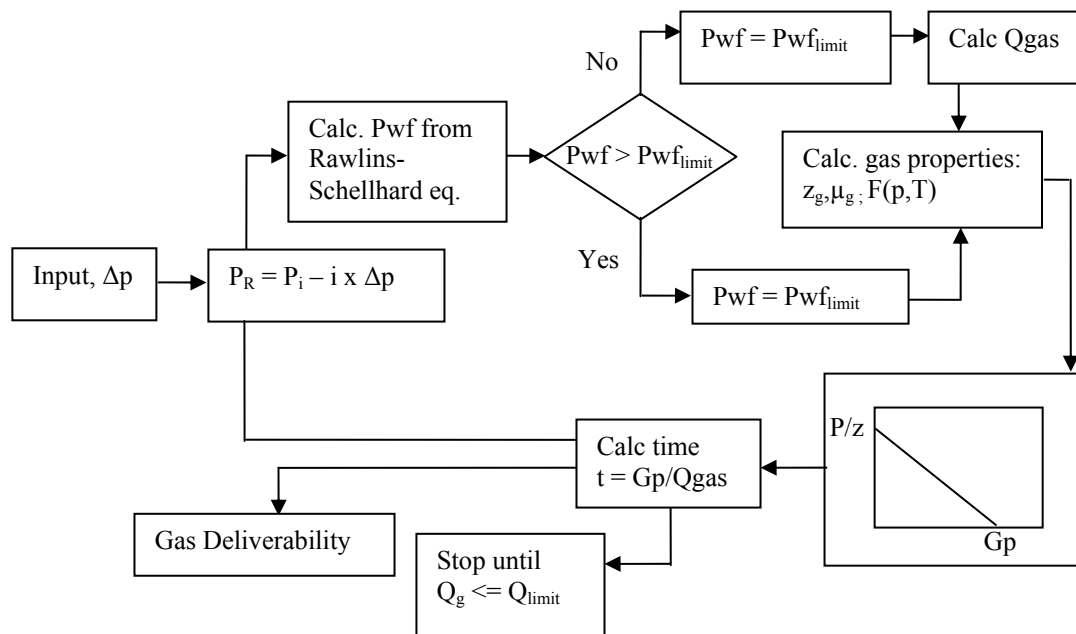 Input, Δp
P_R = P_i – i x Δp
Calc. Pwf from
Rawlins-
Schellhard eq.
Pwf > Pwf_limit
No
Pwf = Pwf_limit
Calc Qgas
Yes
Pwf = Pwf_limit
Calc. gas properties:
z_g,μ_g ; F(p,T)
P/z
Gp
Calc time
t = Gp/Qgas
Gas Deliverability
Stop until
Q_g <= Q_limit